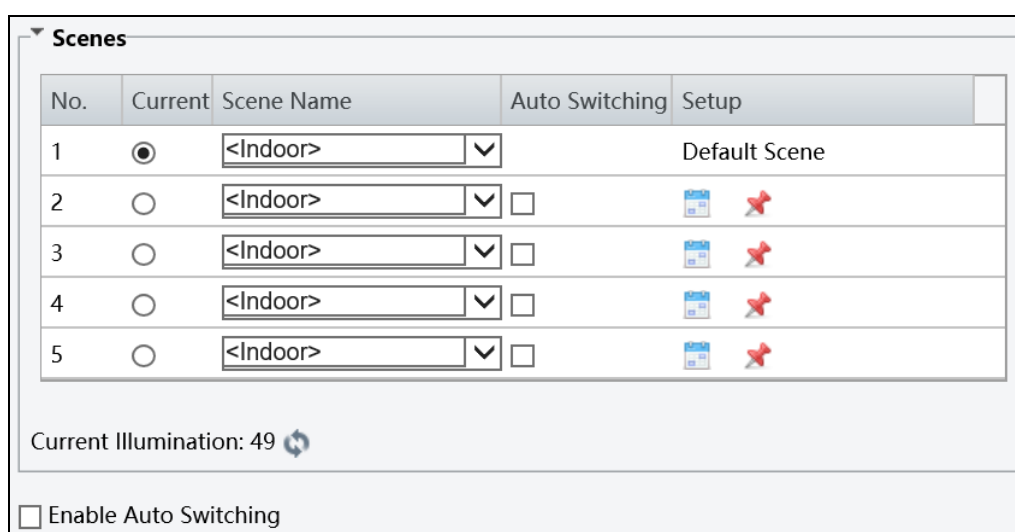 Scenes
No. Current Scene Name Auto Switching Setup
1 <Indoor> Default Scene
2 <Indoor>
3 <Indoor>
4 <Indoor>
5 <Indoor>
Current Illumination: 49
Enable Auto Switching